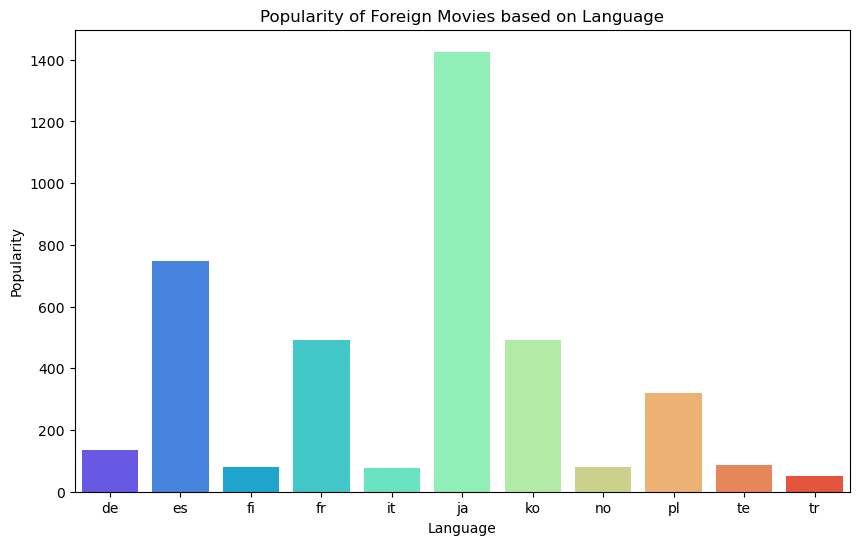 Popularity of Foreign Movies based on Language
1400
1200
1000
800
600
400
200
0
Popularity
de es fi fr it ja ko no pl te tr
Language